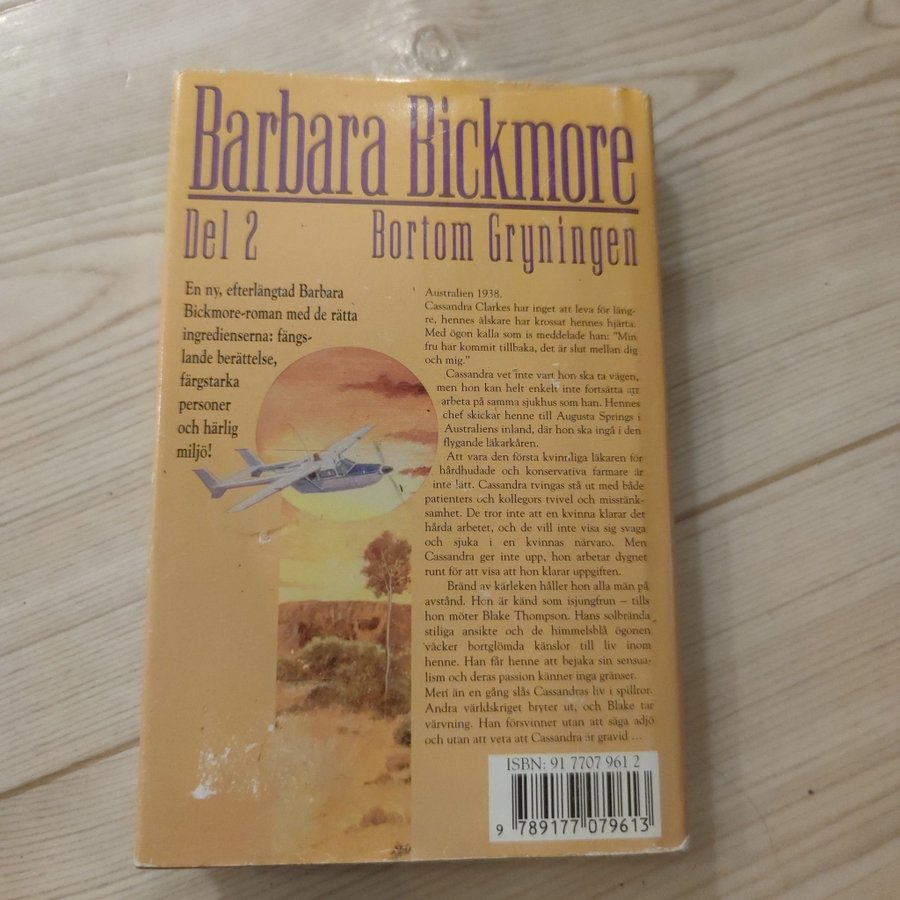 Barbara Bickmore
Del 2 Bortom Gryningen
En ny, efterlängtad Barbara
Bickmore-roman med de rätta
ingredienserna: fängs-
lande berättelse,
färgstarka
personer
och härlig
miljö!
Australien 1938.
Cassandra Clarkes har inget att leva för läng-
re, hennes älskare har krossat hennes hjärta.
Med ögon kalla som is meddelade han: "Min
fru har kommit tillbaka, det är slut mellan dig
och mig."
Cassandra vet inte vart hon ska ta vägen,
men hon kan helt enkelt inte fortsätta att
arbeta på samma sjukhus som han. Hennes
chef skickar henne till Augusta Springs i
Australiens inland, där hon ska ingå i den
flygande läkarkåren.
Att vara den första kvinnliga läkaren för
hårdhudade och konservativa farmare är
inte lätt. Cassandra tvingas stå ut med både
patienters och kollegors tvivel och misstänk-
samhet. De tror inte att en kvinna klarar det
hårda arbetet, och de vill inte visa sig svaga
och sjuka i en kvinnas närvaro. Men
Cassandra ger inte upp, hon arbetar dygnet
runt för att visa att hon klarar uppgiften.
Bränd av kärleken håller hon alla män på
avstånd. Hon är känd som isjungfrun – tills
hon möter Blake Thompson. Hans solbrända
stiliga ansikte och de himmelsblå ögonen
väcker bortglömda känslor till liv inom
henne. Han får henne att bejaka sin sensua-
lism och deras passion känner inga gränser.
Men än en gång slås Cassandras liv i spillror.
Andra världskriget bryter ut, och Blake tar
värvning. Han försvinner utan att säga adjö
och utan att veta att Cassandra är gravid ...
ISBN: 91 7707 961 2
9 789177 079613